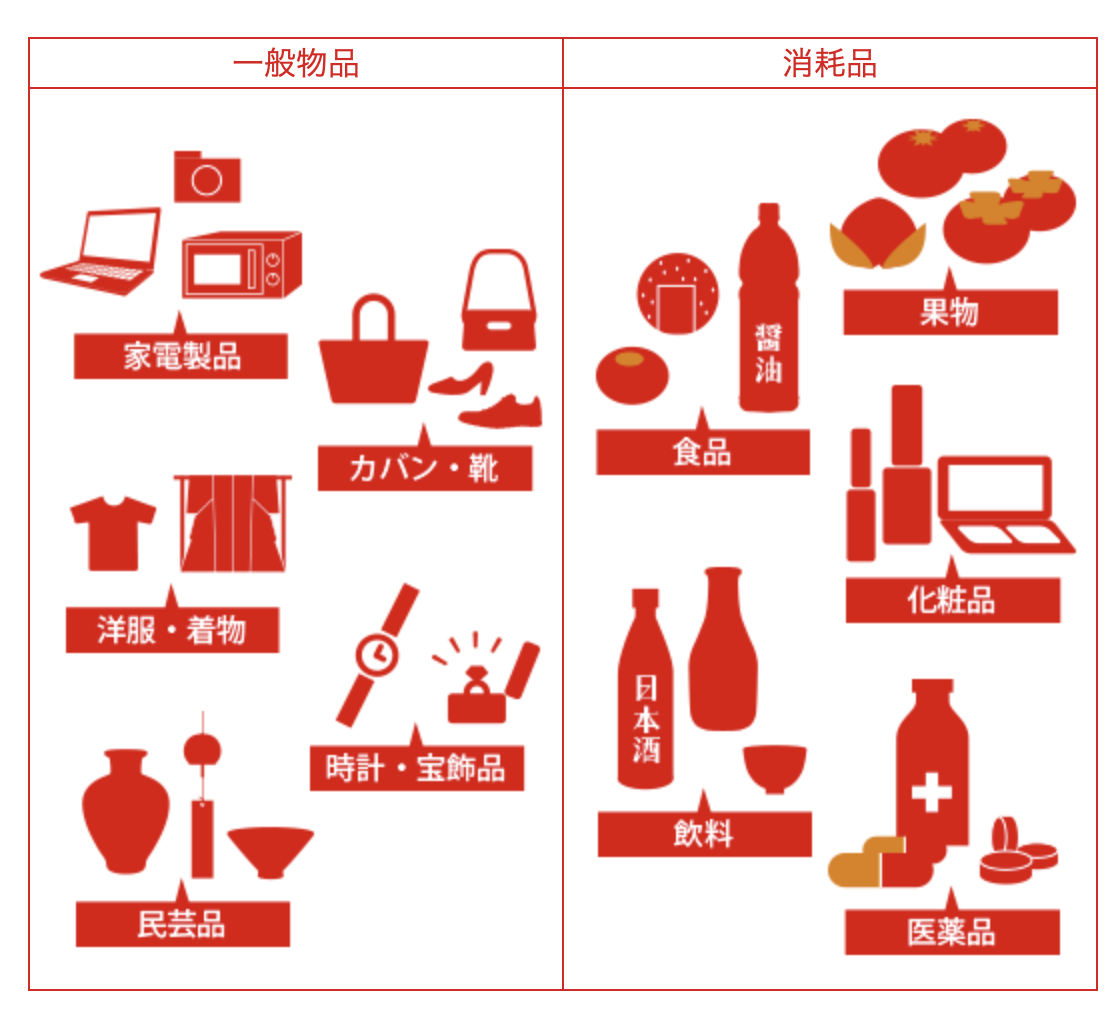 一般物品
消耗品
家電製品
カバン・靴
洋服・着物
時計・宝飾品
民芸品
果物
醤油
食品
化粧品
日本酒
飲料
医薬品